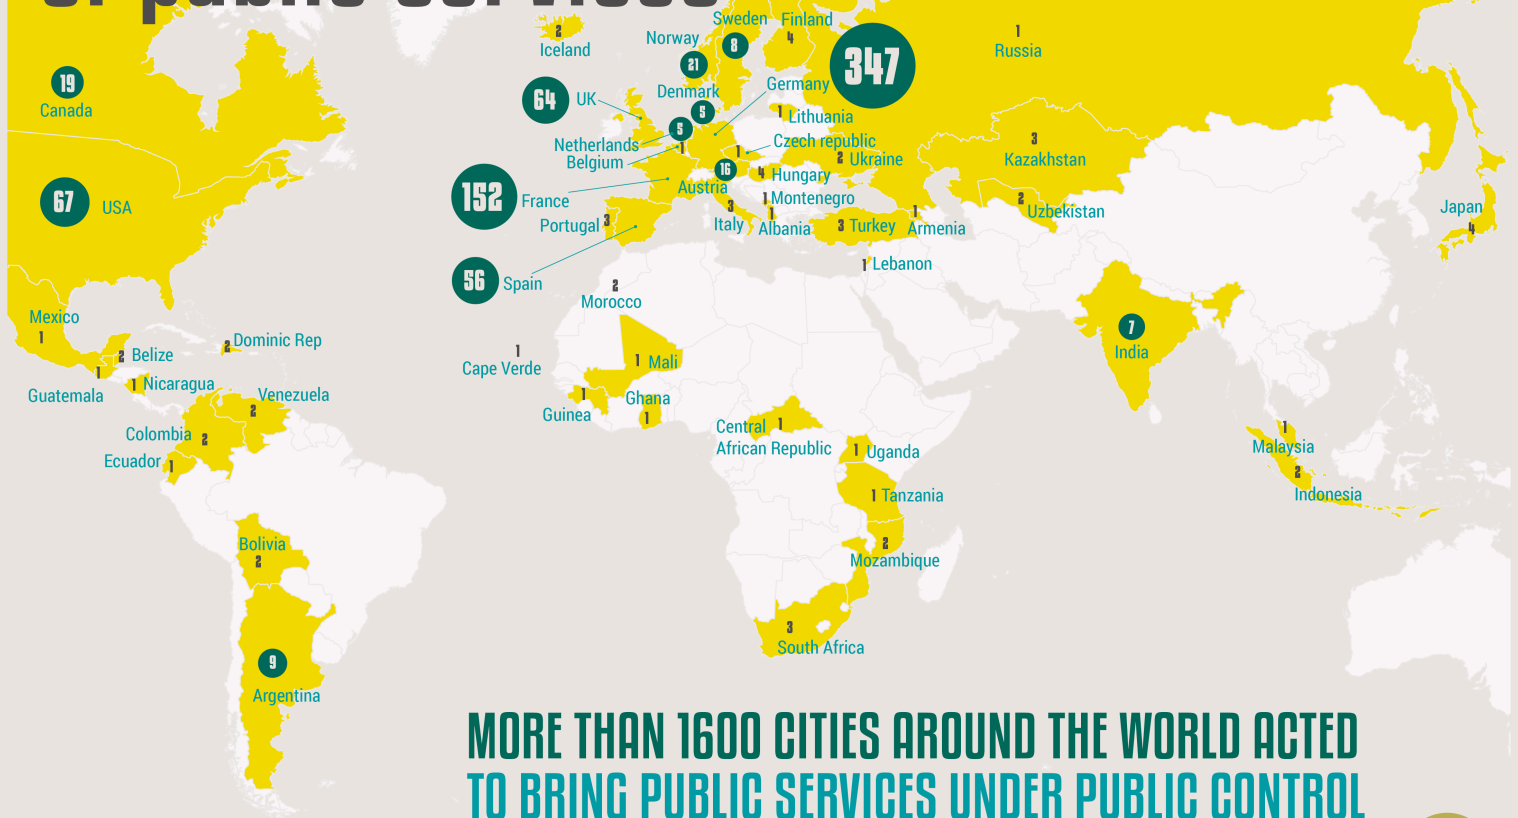 of public services
Sweden
8
Finland
4
2
Iceland
Norway
21
347
Germany
1
Russia
19
Canada
64
UK
Denmark
5
1
Lithuania
Netherlands
5
Belgium
1
1
Czech republic
2
Ukraine
3
Kazakhstan
16
Austria
4
Hungary
152
France
67
USA
1
Montenegro
2
Uzbekistan
Portugal
3
3
Italy
1
Albania
3
Turkey
1
Armenia
Japan
4
56
Spain
1
Lebanon
2
Morocco
Mexico
1
7
India
2
Dominic Rep
2
Belize
1
Cape Verde
1
Mali
1
Guatemala
1
Nicaragua
Venezuela
2
1
Guinea
Ghana
1
Central
1
African Republic
Colombia
2
Ecuador
1
1
Uganda
1
Malaysia
2
Indonesia
1
Tanzania
Bolivia
2
2
Mozambique
3
South Africa
9
Argentina
MORE THAN 1600 CITIES AROUND THE WORLD ACTED
TO BRING PUBLIC SERVICES UNDER PUBLIC CONTROL